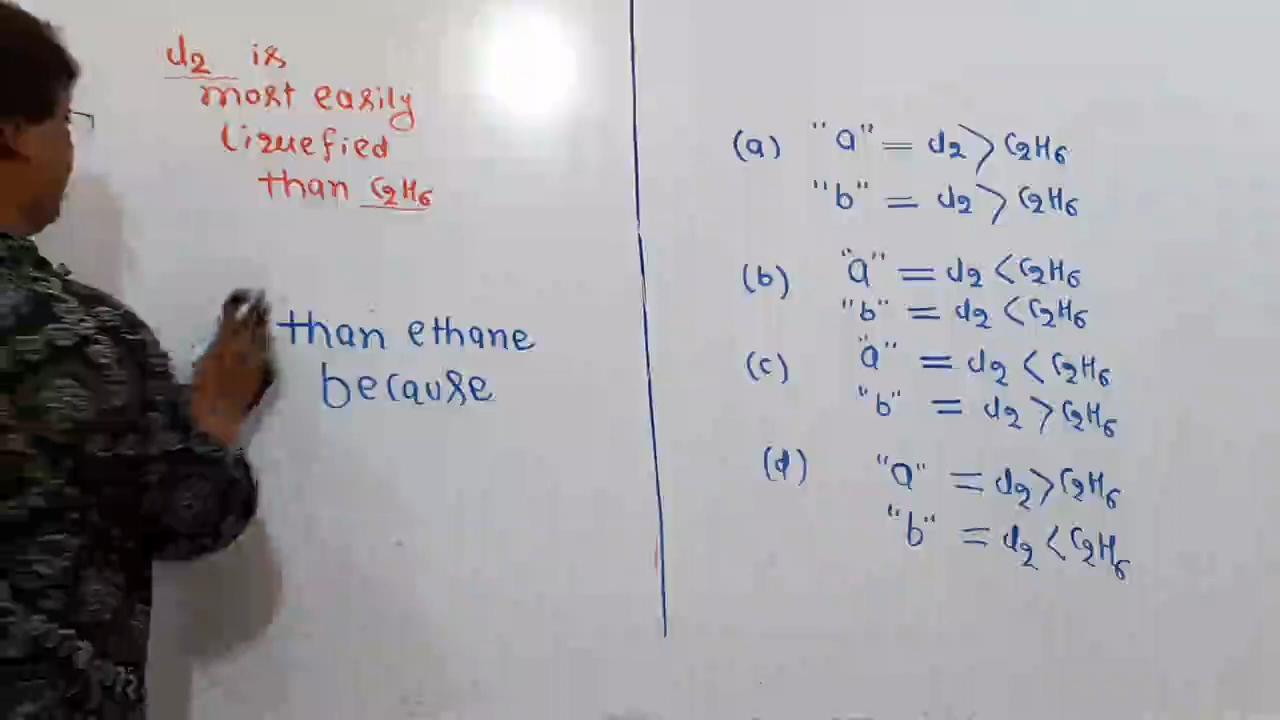 cl2 is
most easily
liquefied
than C2H6
than ethane
because
(a) "a" = cl2 > C2H6
"b" = cl2 > C2H6
(b) "a" = cl2 < C2H6
"b" = cl2 < C2H6
(c) "a" = cl2 < C2H6
"b" = cl2 > C2H6
(d) "a" = cl2 > C2H6
"b" = cl2 < C2H6